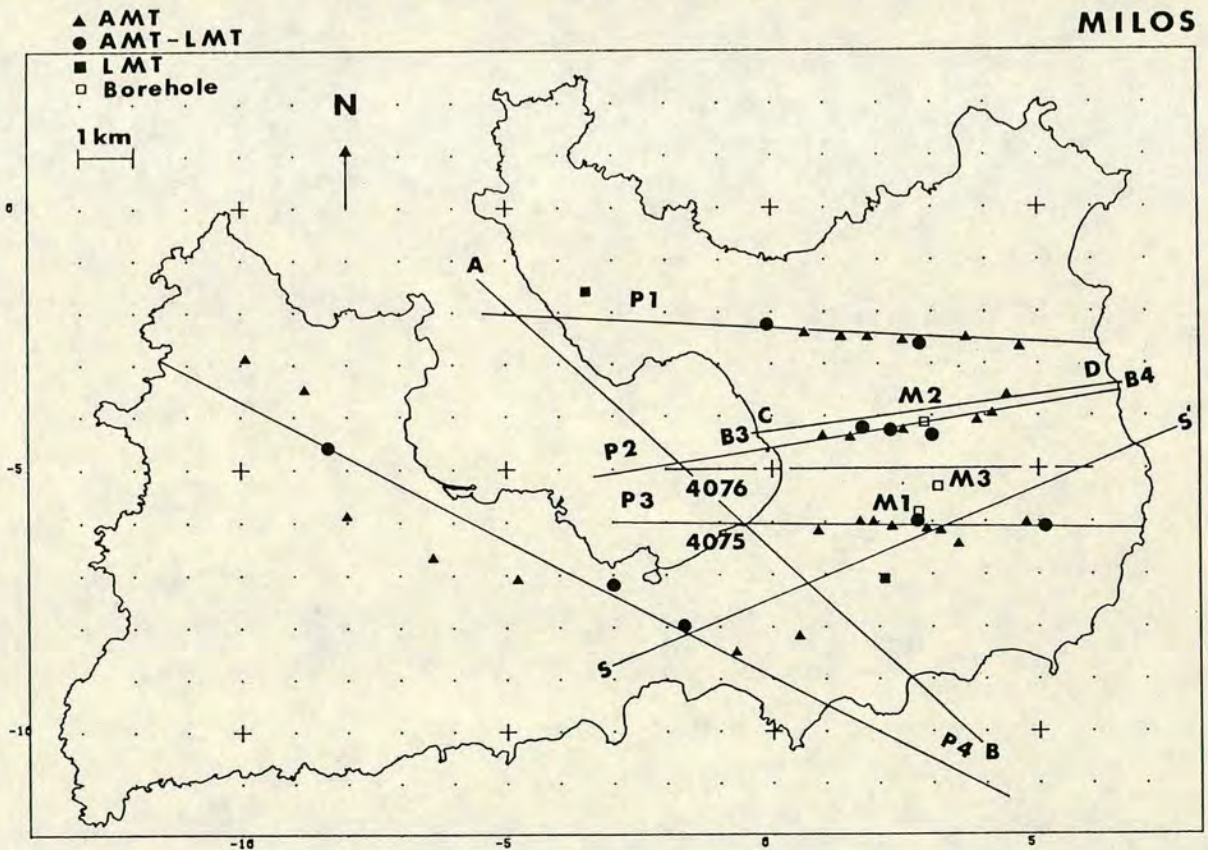 MILOS
▲ AMT
● AMT-LMT
■ LMT
□ Borehole
N
1 km
0
A
P1
D
B4
M2
C
B3
S'
P2
-5
4076
M3
P3
M1
4075
S
-10
P4
B
-10
-5
0
5